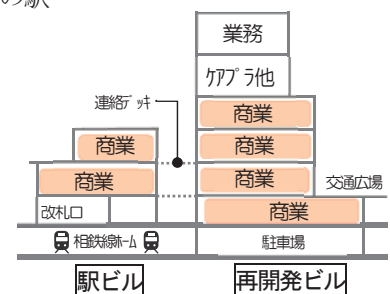 の駅
業務
ケアプラ他
連絡デッキ
商業
商業
商業
商業
商業
商業
交通広場
改札口
商業
相鉄線ホーム
駐車場
駅ビル
再開発ビル